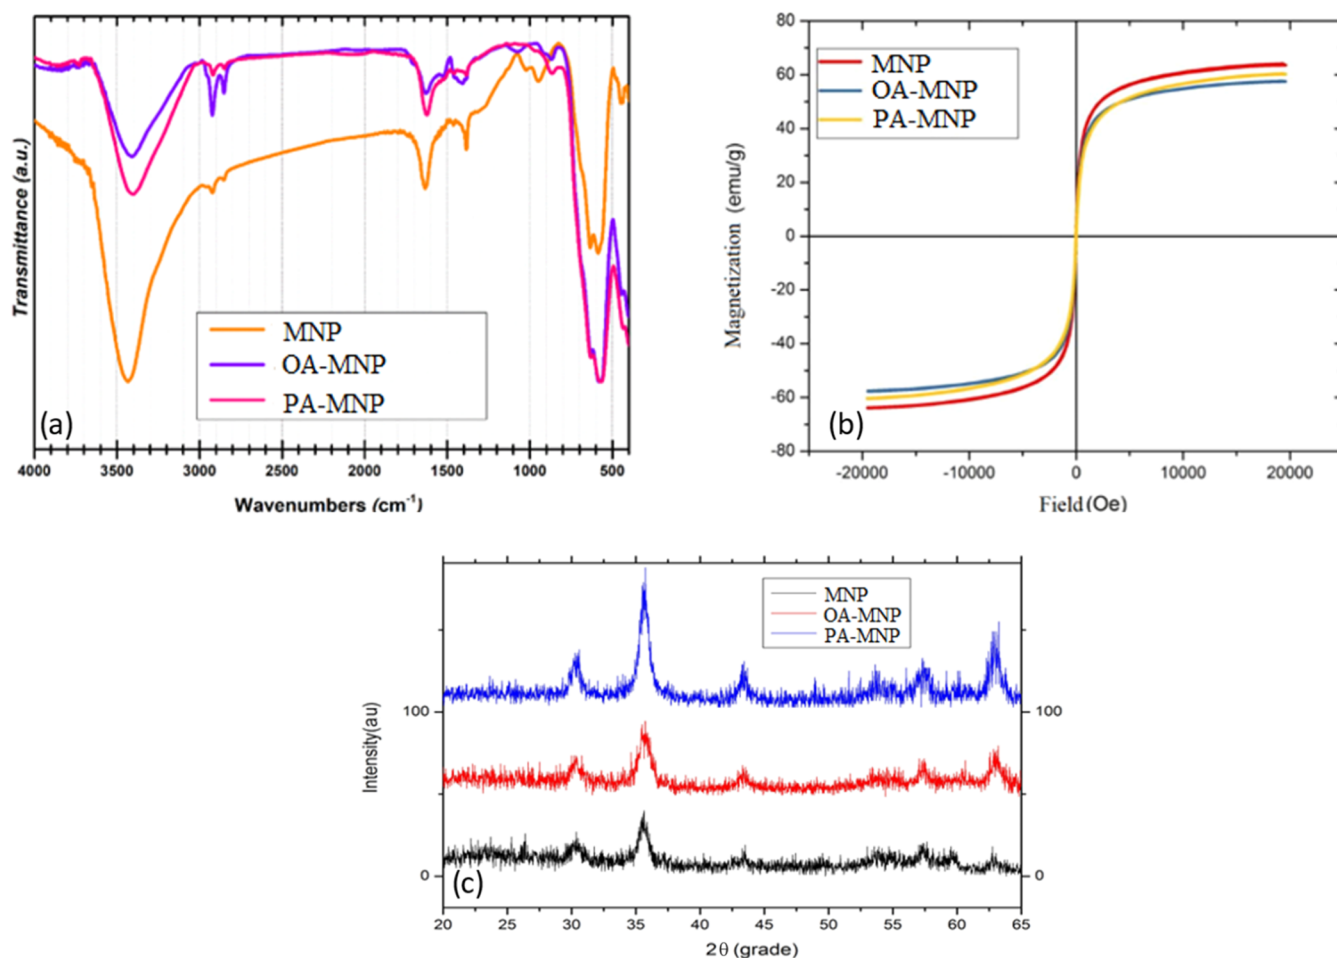 Transmittance (a.u.)
MNP
OA-MNP
PA-MNP
(a)
4000 3500 3000 2500 2000 1500 1000 500
Wavenumbers (cm-1)
Magnetization (emu/g)
80
60
40
20
0
-20
-40
-60
-80
MNP
OA-MNP
PA-MNP
(b)
-20000 -10000 0 10000 20000
Field(Oe)
Intensity(au)
100
0
MNP
OA-MNP
PA-MNP
100
0
(c)
20 25 30 35 40 45 50 55 60 65
2θ (grade)